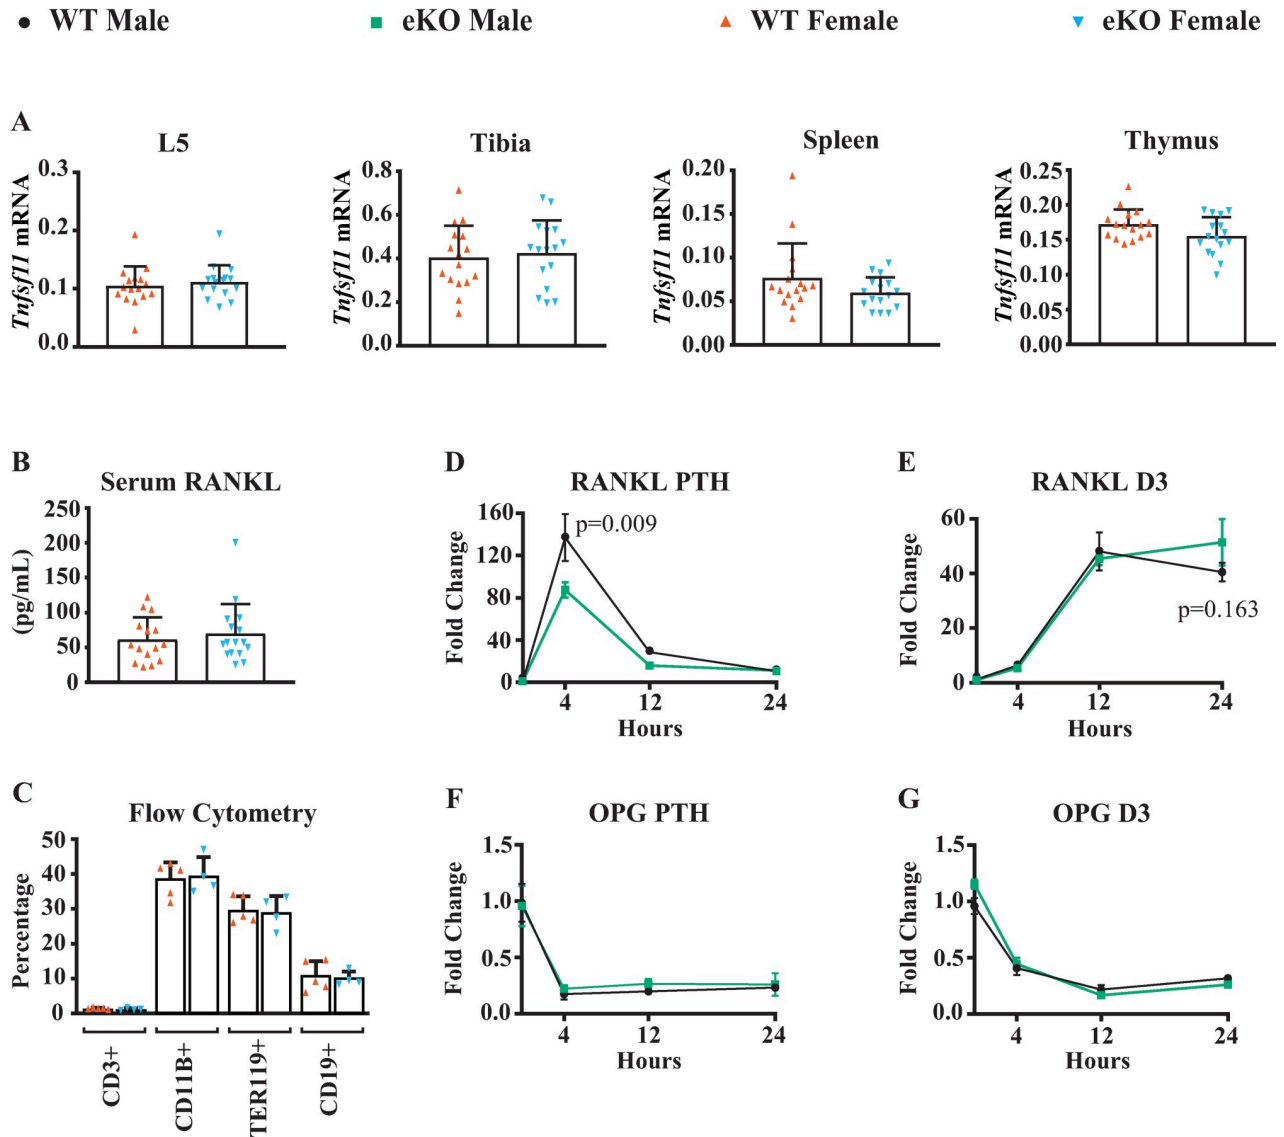 WT Male
eKO Male
WT Female
eKO Female
A
L5
Tnfsf11 mRNA
0.3
0.2
0.1
0.0
Tibia
Tnfsf11 mRNA
0.8
0.6
0.4
0.2
0.0
Spleen
Tnfsf11 mRNA
0.20
0.15
0.10
0.05
0.00
Thymus
Tnfsf11 mRNA
0.25
0.20
0.15
0.10
0.05
0.00
B
Serum RANKL
(pg/mL)
250
200
150
100
50
0
D
RANKL PTH
Fold Change
160
120
80
40
0
p=0.009
4
12
24
Hours
E
RANKL D3
Fold Change
60
40
20
0
p=0.163
4
12
24
Hours
C
Flow Cytometry
Percentage
50
40
30
20
10
0
CD3+
CD11B+
TER119+
CD19+
F
OPG PTH
Fold Change
1.5
1.0
0.5
0.0
4
12
24
Hours
G
OPG D3
Fold Change
1.5
1.0
0.5
0.0
4
12
24
Hours